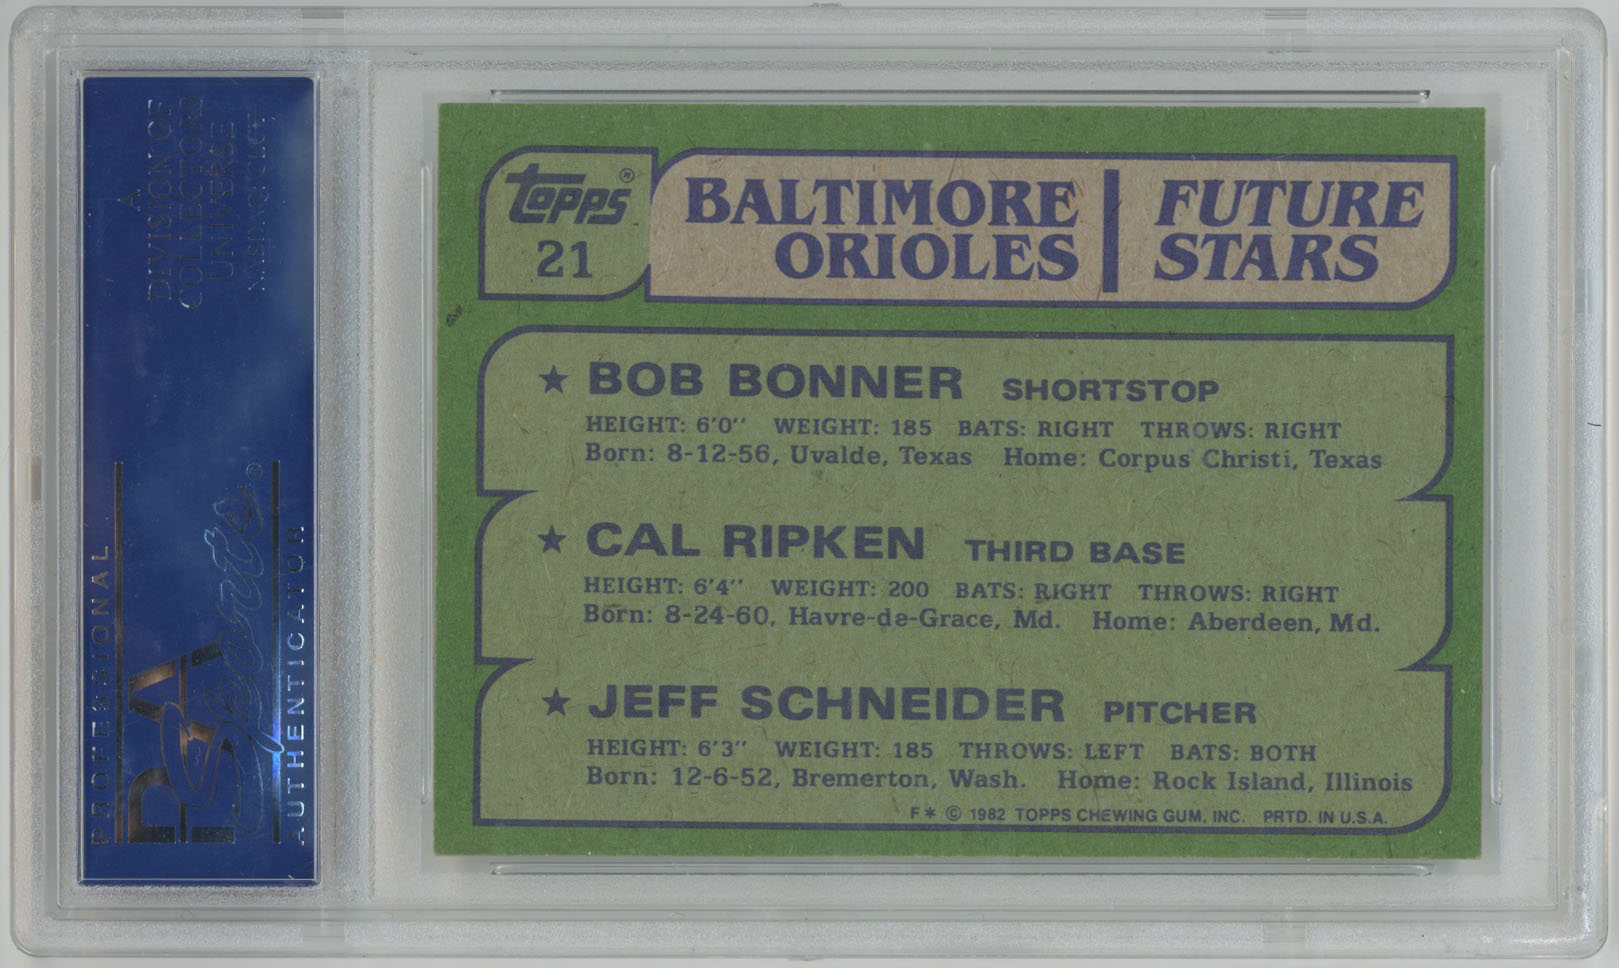 A
DIVISION OF
COLLECTORS
UNIVERSE
NASDAQ: CLCT
PROFESSIONAL
PSA
Sports ©
AUTHENTICATOR
topps ®
21
BALTIMORE
ORIOLES
FUTURE
STARS
★ BOB BONNER SHORTSTOP
HEIGHT: 6'0" WEIGHT: 185 BATS: RIGHT THROWS: RIGHT
Born: 8-12-56, Uvalde, Texas Home: Corpus Christi, Texas
★ CAL RIPKEN THIRD BASE
HEIGHT: 6'4" WEIGHT: 200 BATS: RIGHT THROWS: RIGHT
Born: 8-24-60, Havre-de-Grace, Md. Home: Aberdeen, Md.
★ JEFF SCHNEIDER PITCHER
HEIGHT: 6'3" WEIGHT: 185 THROWS: LEFT BATS: BOTH
Born: 12-6-52, Bremerton, Wash. Home: Rock Island, Illinois
F* © 1982 TOPPS CHEWING GUM, INC. PRTD. IN U.S.A.